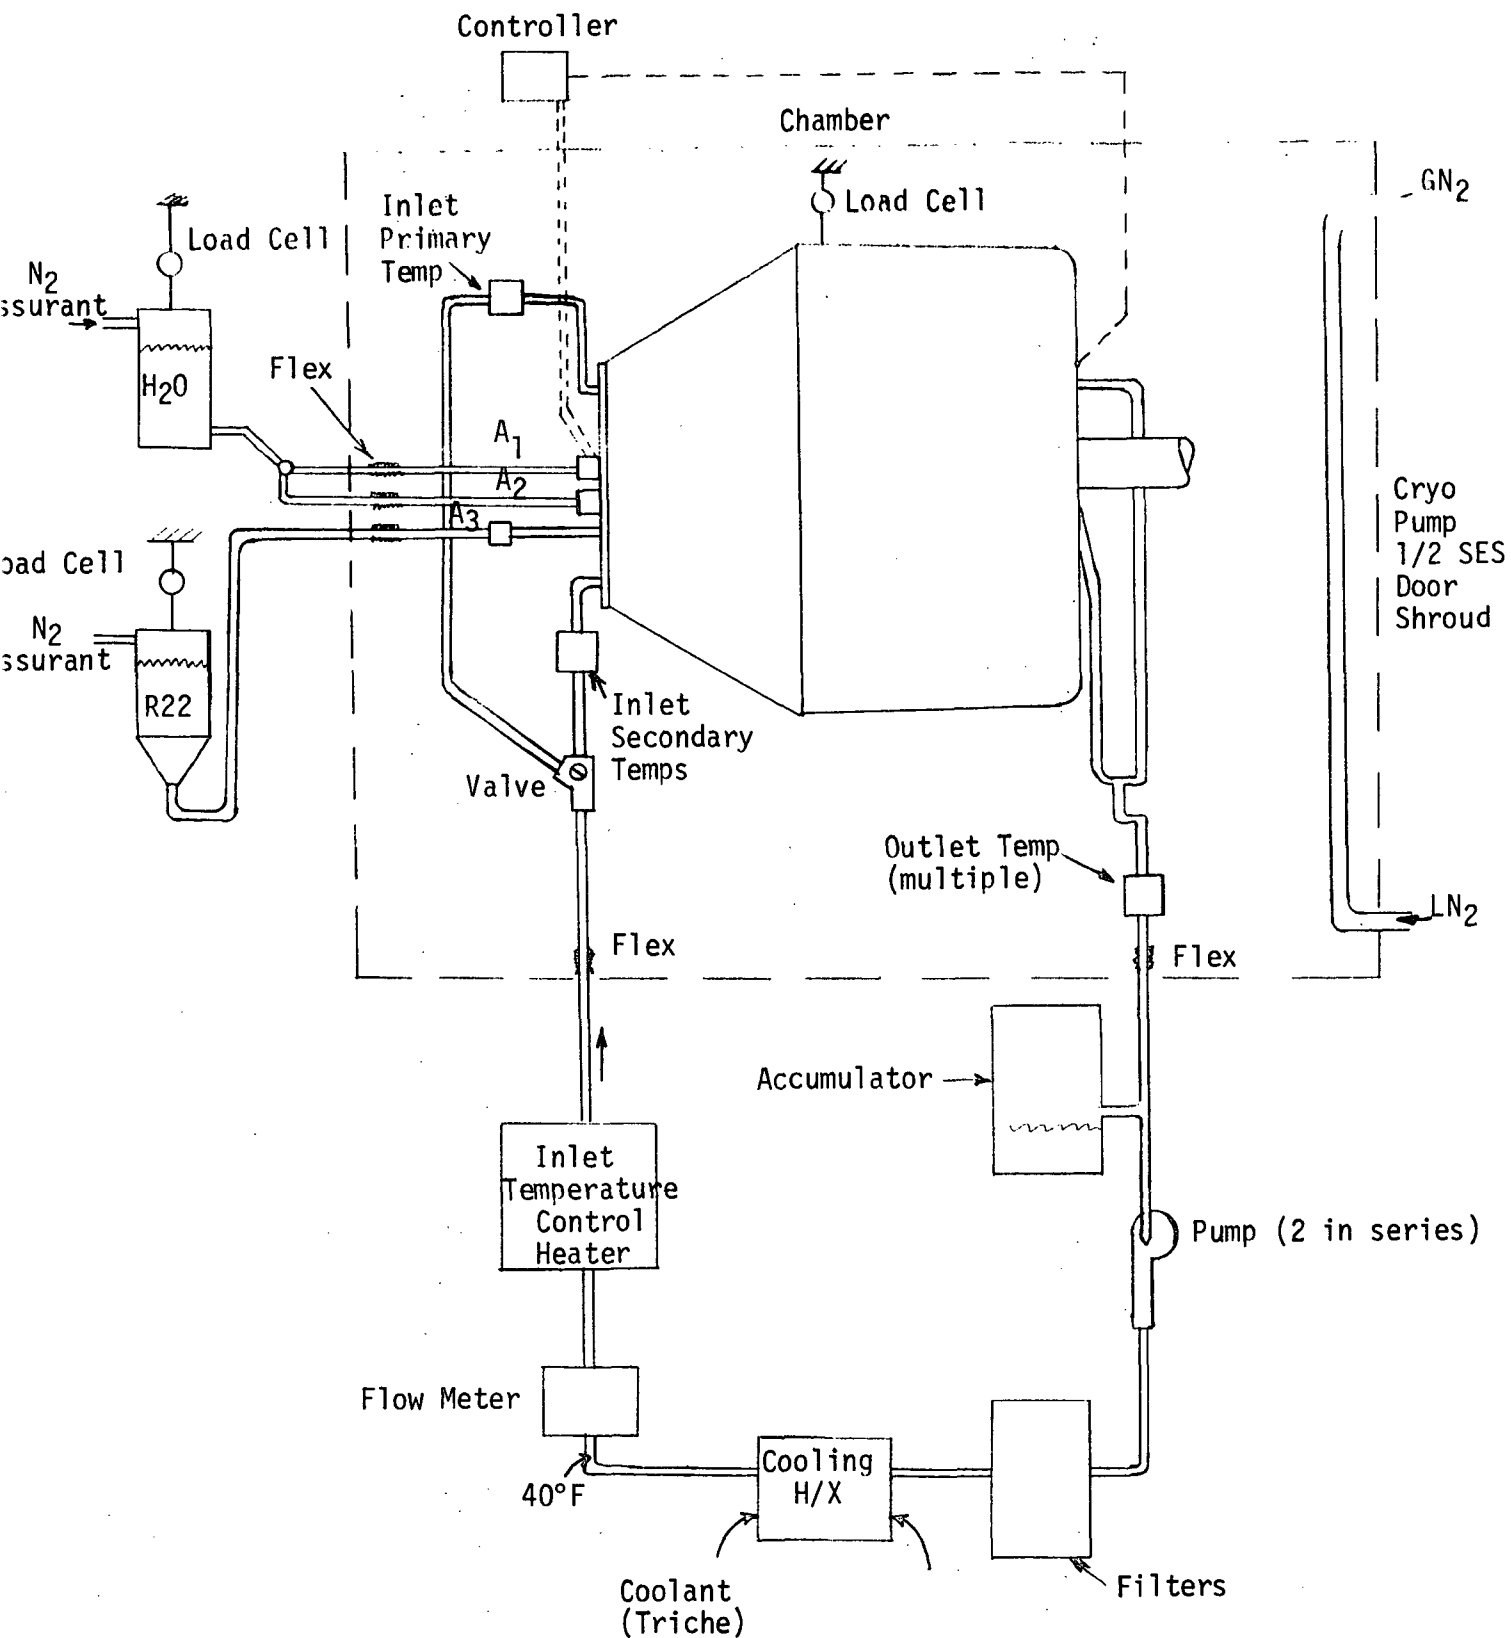 Controller
Chamber
GN2
Load Cell
Inlet
Primary
Temp
Load Cell
N2
ssurant
H2O
Flex
A1
A2
A3
Cryo
Pump
1/2 SES
Door
Shroud
oad Cell
N2
ssurant
R22
Inlet
Secondary
Temps
Valve
Outlet Temp
(multiple)
LN2
Flex
Flex
Accumulator
Inlet
Temperature
Control
Heater
Pump (2 in series)
Flow Meter
Cooling
H/X
40°F
Coolant
(Triche)
Filters